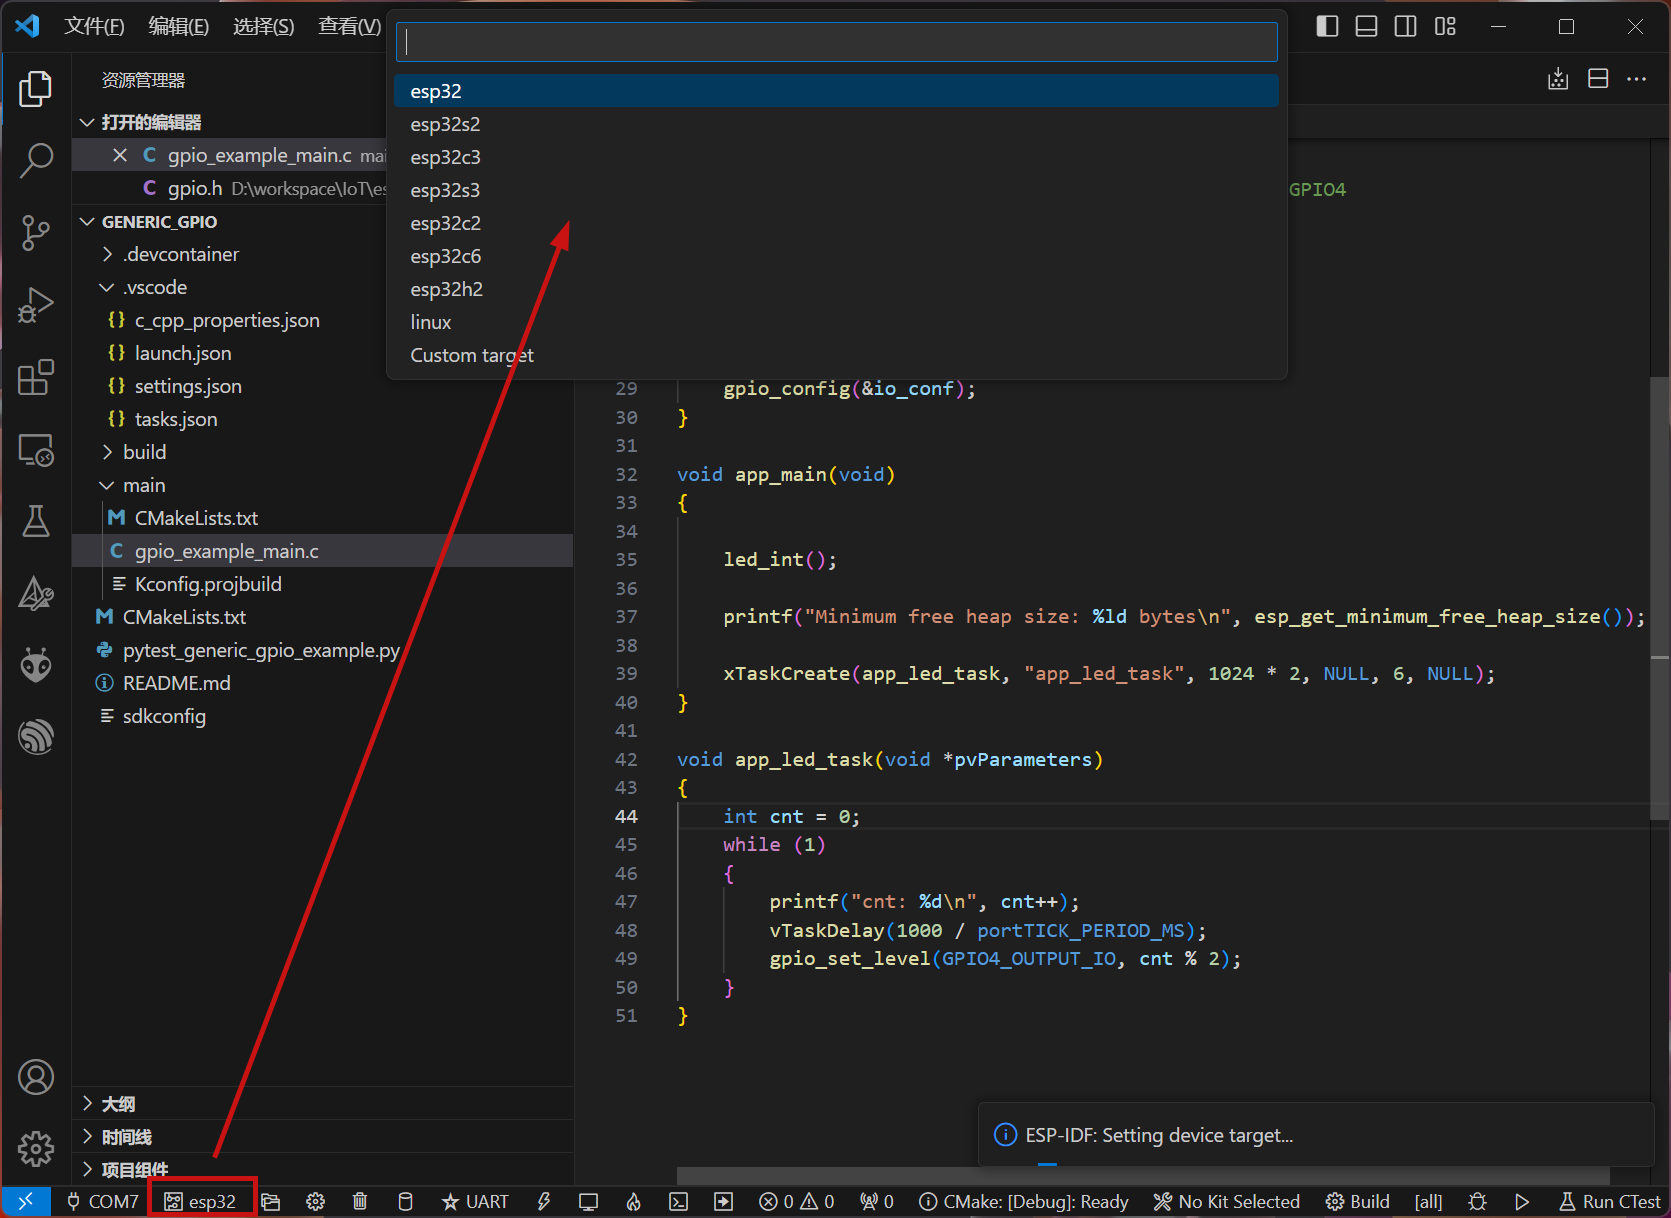 文件(F) 编辑(E) 选择(S) 查看(V)
资源管理器
打开的编辑器
gpio_example_main.c mai
C gpio.h D:\workspace\IoT\es
GENERIC_GPIO
.devcontainer
.vscode
{} c_cpp_properties.json
{} launch.json
{} settings.json
{} tasks.json
build
main
M CMakeLists.txt
C gpio_example_main.c
Kconfig.projbuild
M CMakeLists.txt
pytest_generic_gpio_example.py
README.md
sdkconfig
大纲
时间线
项目组件
esp32
esp32s2
esp32c3
esp32s3
esp32c2
esp32c6
esp32h2
linux
Custom target
GPIO4
29 gpio_config(&io_conf);
30 }
31
32 void app_main(void)
33 {
34
35 led_int();
36
37 printf("Minimum free heap size: %ld bytes\n", esp_get_minimum_free_heap_size());
38
39 xTaskCreate(app_led_task, "app_led_task", 1024 * 2, NULL, 6, NULL);
40 }
41
42 void app_led_task(void *pvParameters)
43 {
44 int cnt = 0;
45 while (1)
46 {
47 printf("cnt: %d\n", cnt++);
48 vTaskDelay(1000 / portTICK_PERIOD_MS);
49 gpio_set_level(GPIO4_OUTPUT_IO, cnt % 2);
50 }
51 }
ESP-IDF: Setting device target...
COM7 esp32 UART 0 0 0 CMake: [Debug]: Ready No Kit Selected Build [all] Run CTest